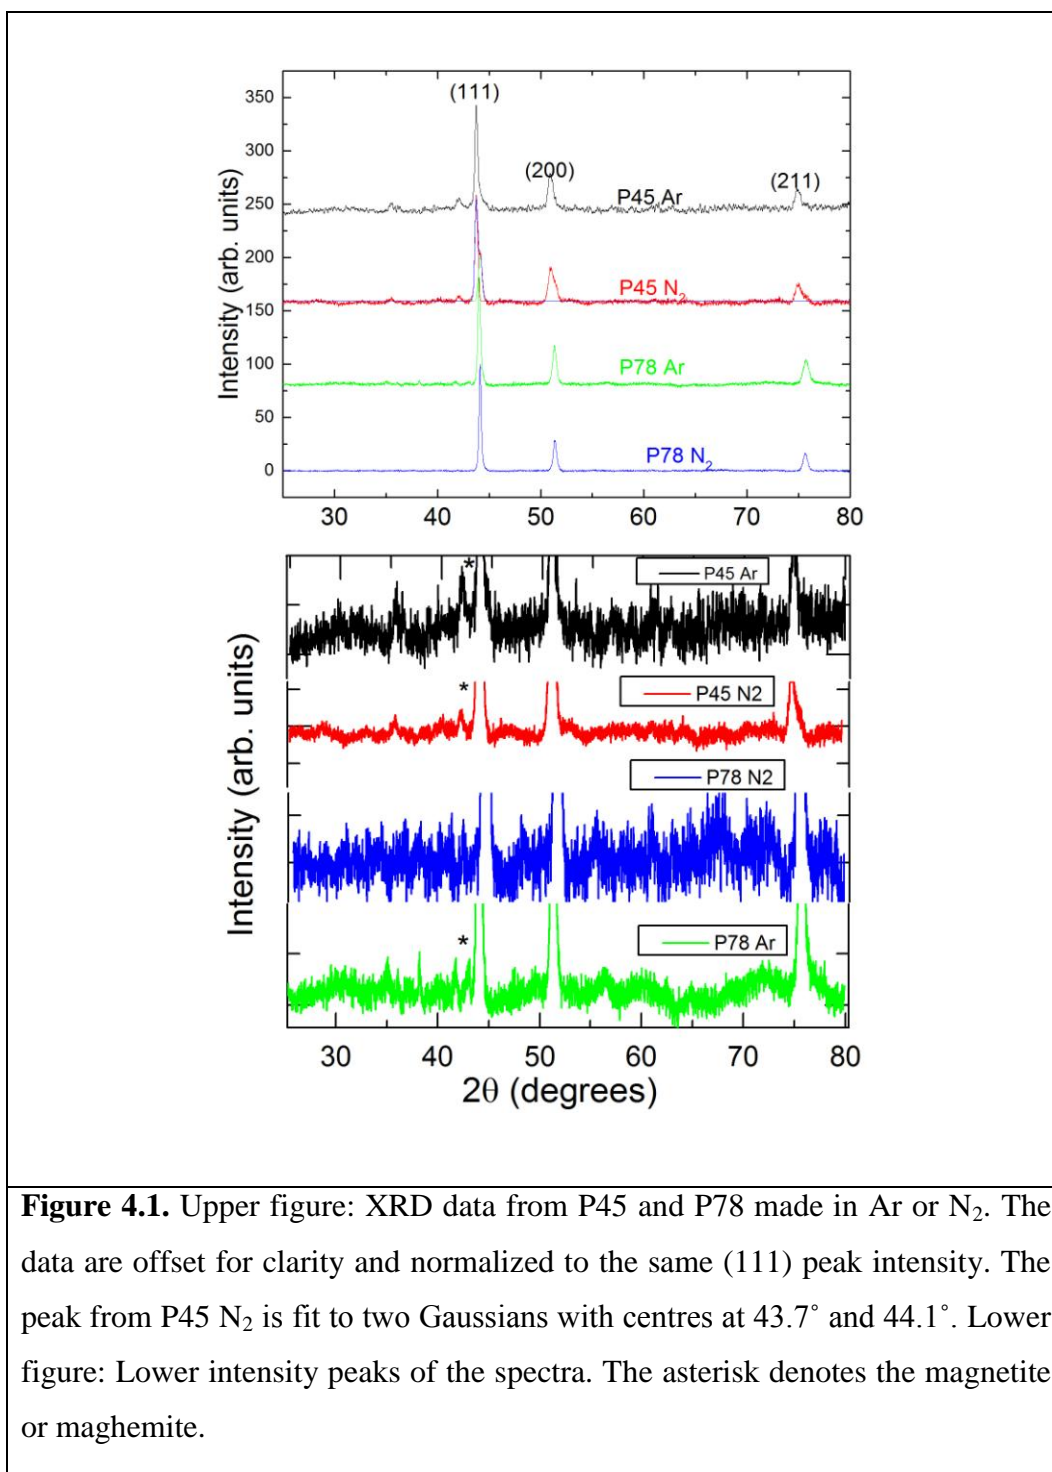 350
(111)
300
(200)
(211)
P45 Ar
250
200
P45 N2
150
P78 Ar
100
50
P78 N2
0
Intensity (arb. units)
30 40 50 60 70 80
* P45 Ar
* P45 N2
P78 N2
* P78 Ar
Intensity (arb. units)
30 40 50 60 70 80
2θ (degrees)
Figure 4.1. Upper figure: XRD data from P45 and P78 made in Ar or N2. The
data are offset for clarity and normalized to the same (111) peak intensity. The
peak from P45 N2 is fit to two Gaussians with centres at 43.7˚ and 44.1˚. Lower
figure: Lower intensity peaks of the spectra. The asterisk denotes the magnetite
or maghemite.